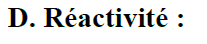 D. Réactivité :